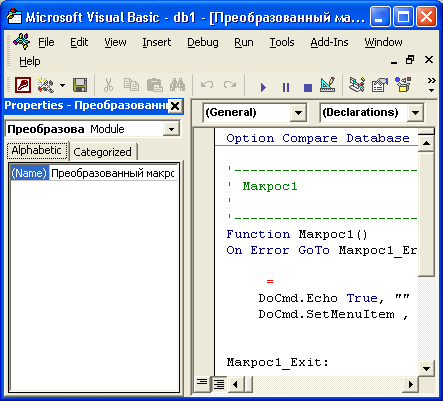 Microsoft Visual Basic - db1 - [Преобразованный ма...
File Edit View Insert Debug Run Tools Add-Ins Window
Help
Properties - Преобразованн
Преобразова Module
Alphabetic Categorized
(Name) Преобразованный макро
(General) (Declarations)
Option Compare Database
'------------------------
' Макрос1
'
'------------------------
Function Макрос1()
On Error GoTo Макрос1_Er
=
DoCmd.Echo True, ""
DoCmd.SetMenuItem ,
Макрос1_Exit: